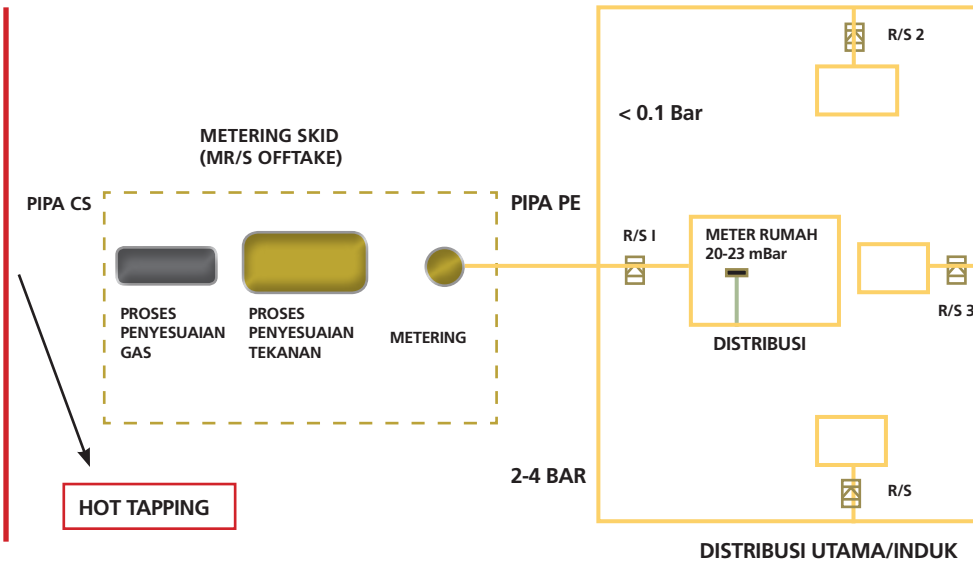 R/S 2
< 0.1 Bar
METERING SKID
(MR/S OFFTAKE)
PIPA CS
PIPA PE
R/S I
METER RUMAH
20-23 mBar
R/S 3
PROSES
PENYESUAIAN
GAS
PROSES
PENYESUAIAN
TEKANAN
METERING
DISTRIBUSI
2-4 BAR
R/S
HOT TAPPING
DISTRIBUSI UTAMA/INDUK